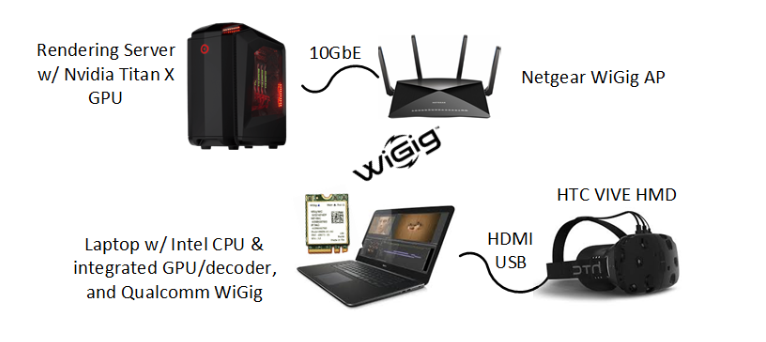 Rendering Server
w/ Nvidia Titan X
GPU
10GbE
Netgear WiGig AP
WiGig™
Laptop w/ Intel CPU &
integrated GPU/decoder,
and Qualcomm WiGig
HDMI
USB
HTC VIVE HMD